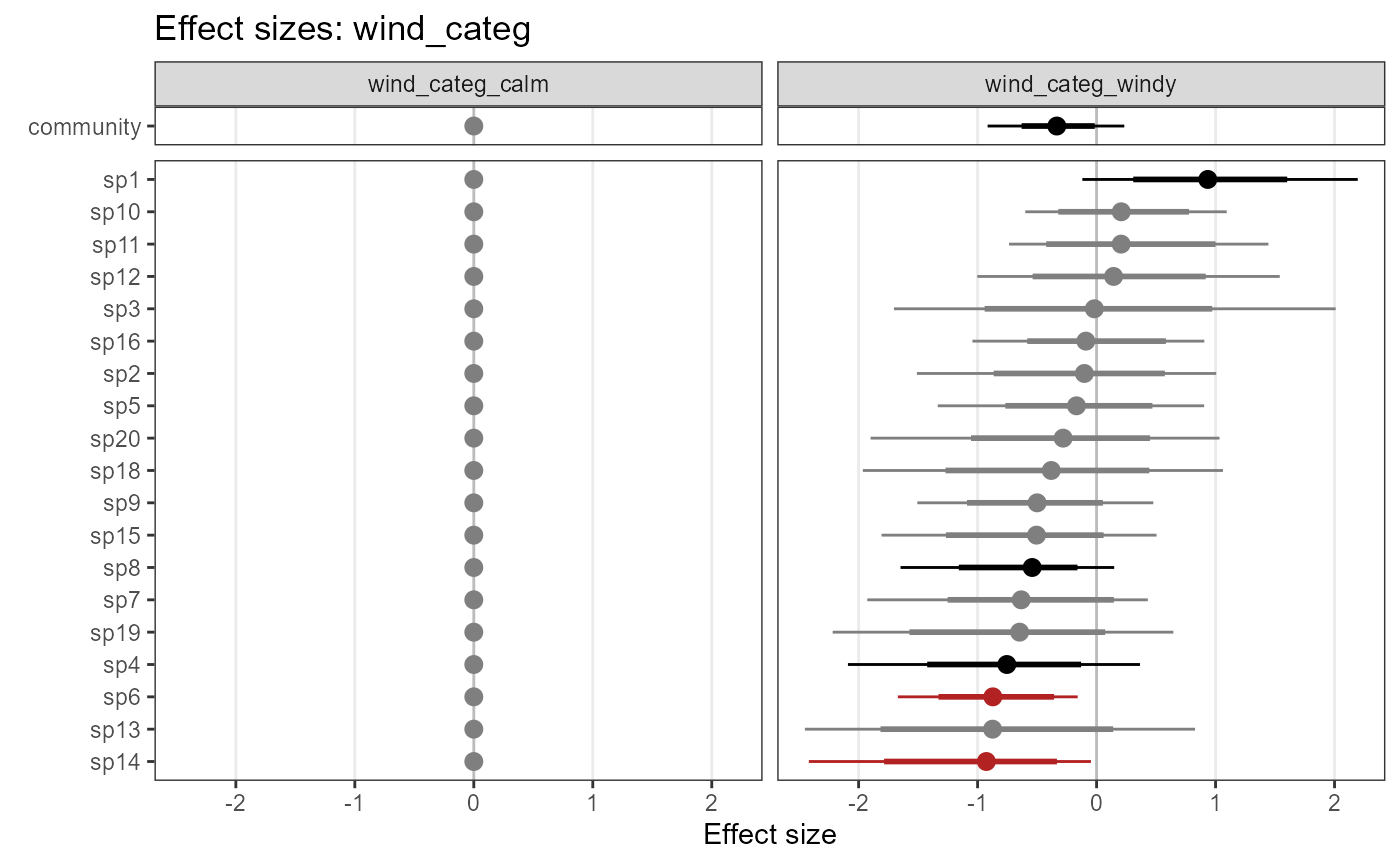 Effect sizes: wind_categ
wind_categ_calm
wind_categ_windy
community
sp1
sp10
sp11
sp12
sp3
sp16
sp2
sp5
sp20
sp18
sp9
sp15
sp8
sp7
sp19
sp4
sp6
sp13
sp14
-2 -1 0 1 2
-2 -1 0 1 2
Effect size